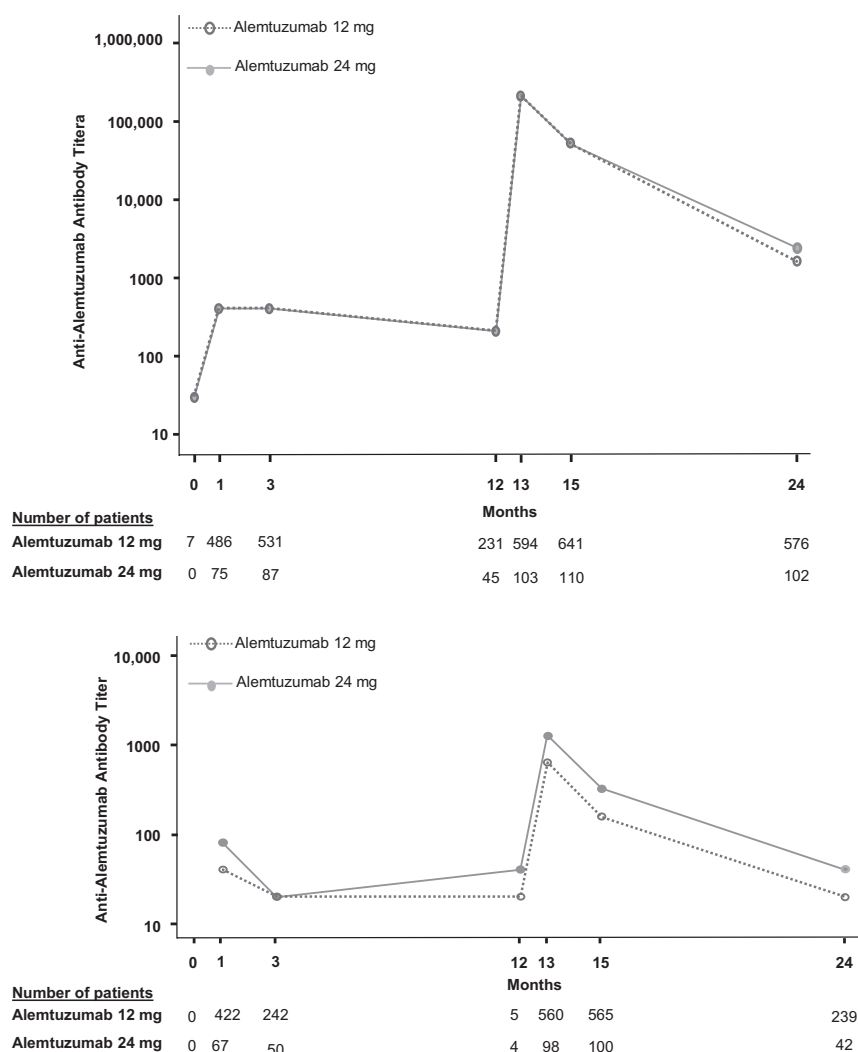 1,000,000
100,000
10,000
1000
100
10
Anti-Alemtuzumab Antibody Titera
Alemtuzumab 12 mg
Alemtuzumab 24 mg
0 1 3 12 13 15 24
Months
Number of patients
Alemtuzumab 12 mg 7 486 531 231 594 641 576
Alemtuzumab 24 mg 0 75 87 45 103 110 102
10,000
1000
100
10
Anti-Alemtuzumab Antibody Titer
Alemtuzumab 12 mg
Alemtuzumab 24 mg
0 1 3 12 13 15 24
Months
Number of patients
Alemtuzumab 12 mg 0 422 242 5 560 565 239
Alemtuzumab 24 mg 0 67 50 4 98 100 42